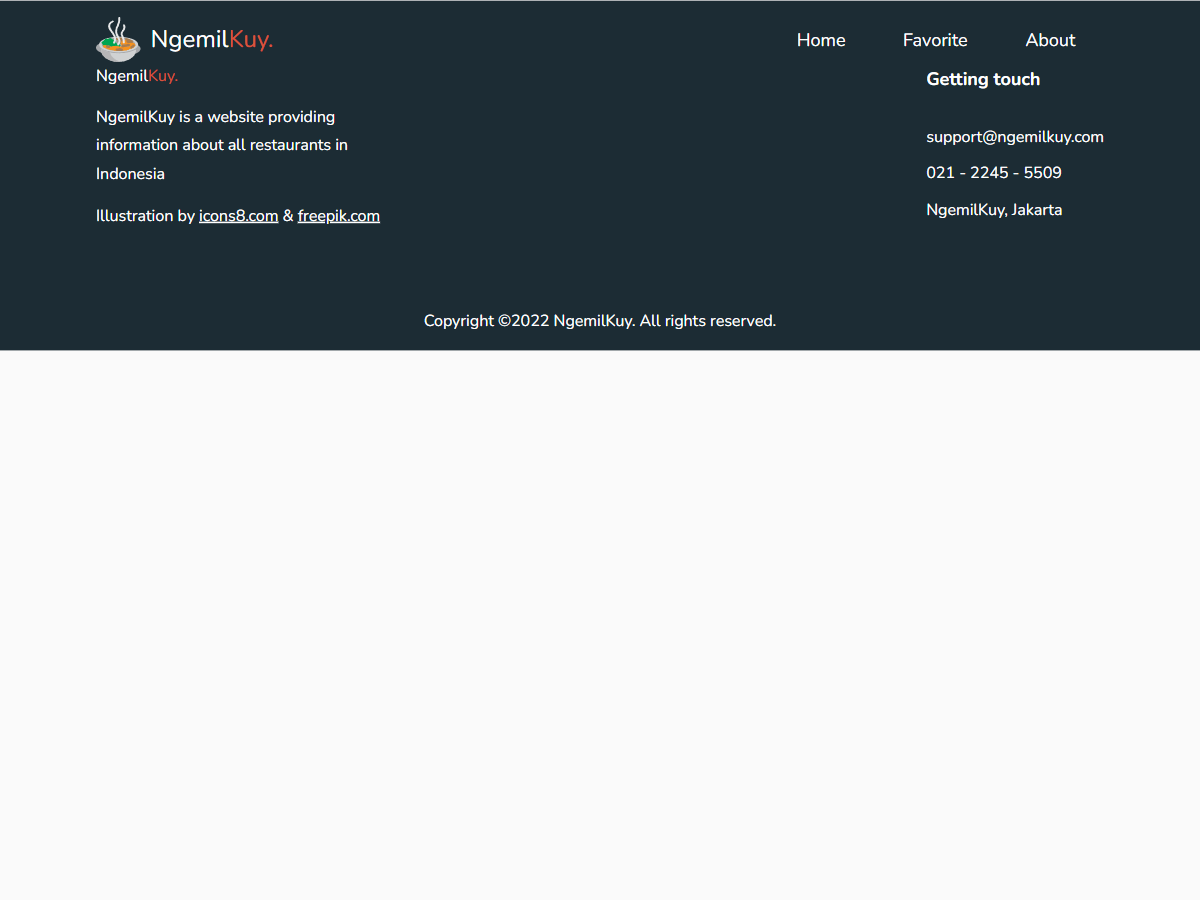 NgemilKuy.
Home
Favorite
About
NgemilKuy.
NgemilKuy is a website providing
information about all restaurants in
Indonesia
Illustration by icons8.com & freepik.com
Getting touch
support@ngemilkuy.com
021 - 2245 - 5509
NgemilKuy, Jakarta
Copyright ©2022 NgemilKuy. All rights reserved.